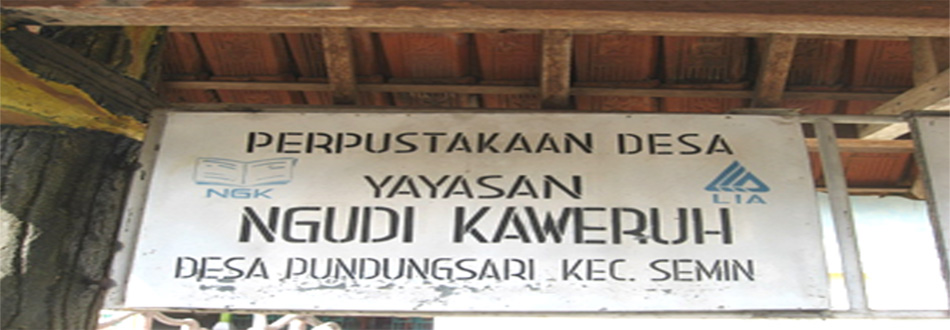 PERPUSTAKAAN DESA
NGK
YAYASAN
LIA
NGUDI KAWERUH
DESA PUNDUNGSARI KEC. SEMIN